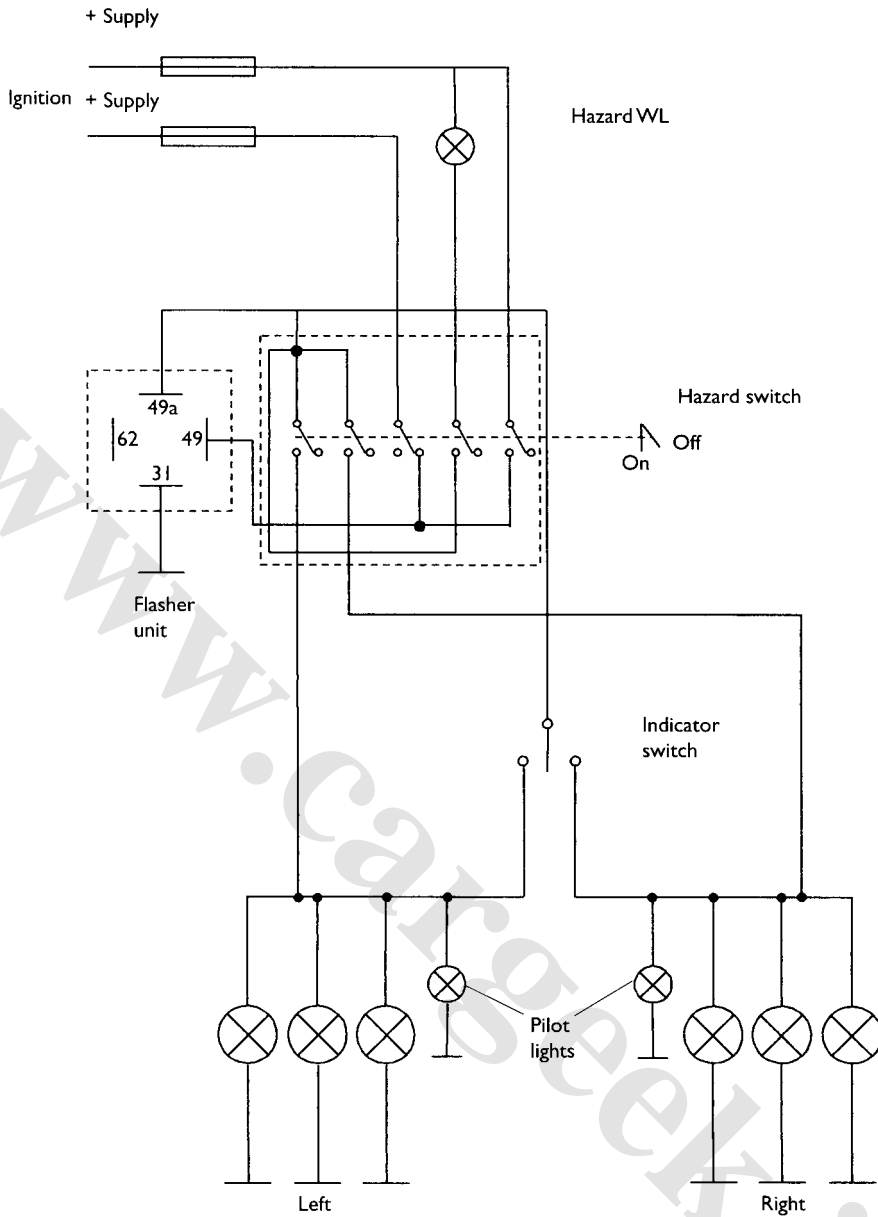 + Supply
Ignition + Supply
Hazard WL
49a
62
49
31
Hazard switch
Off
On
Flasher
unit
Indicator
switch
Pilot
lights
Left
Right
www.cargeek.i